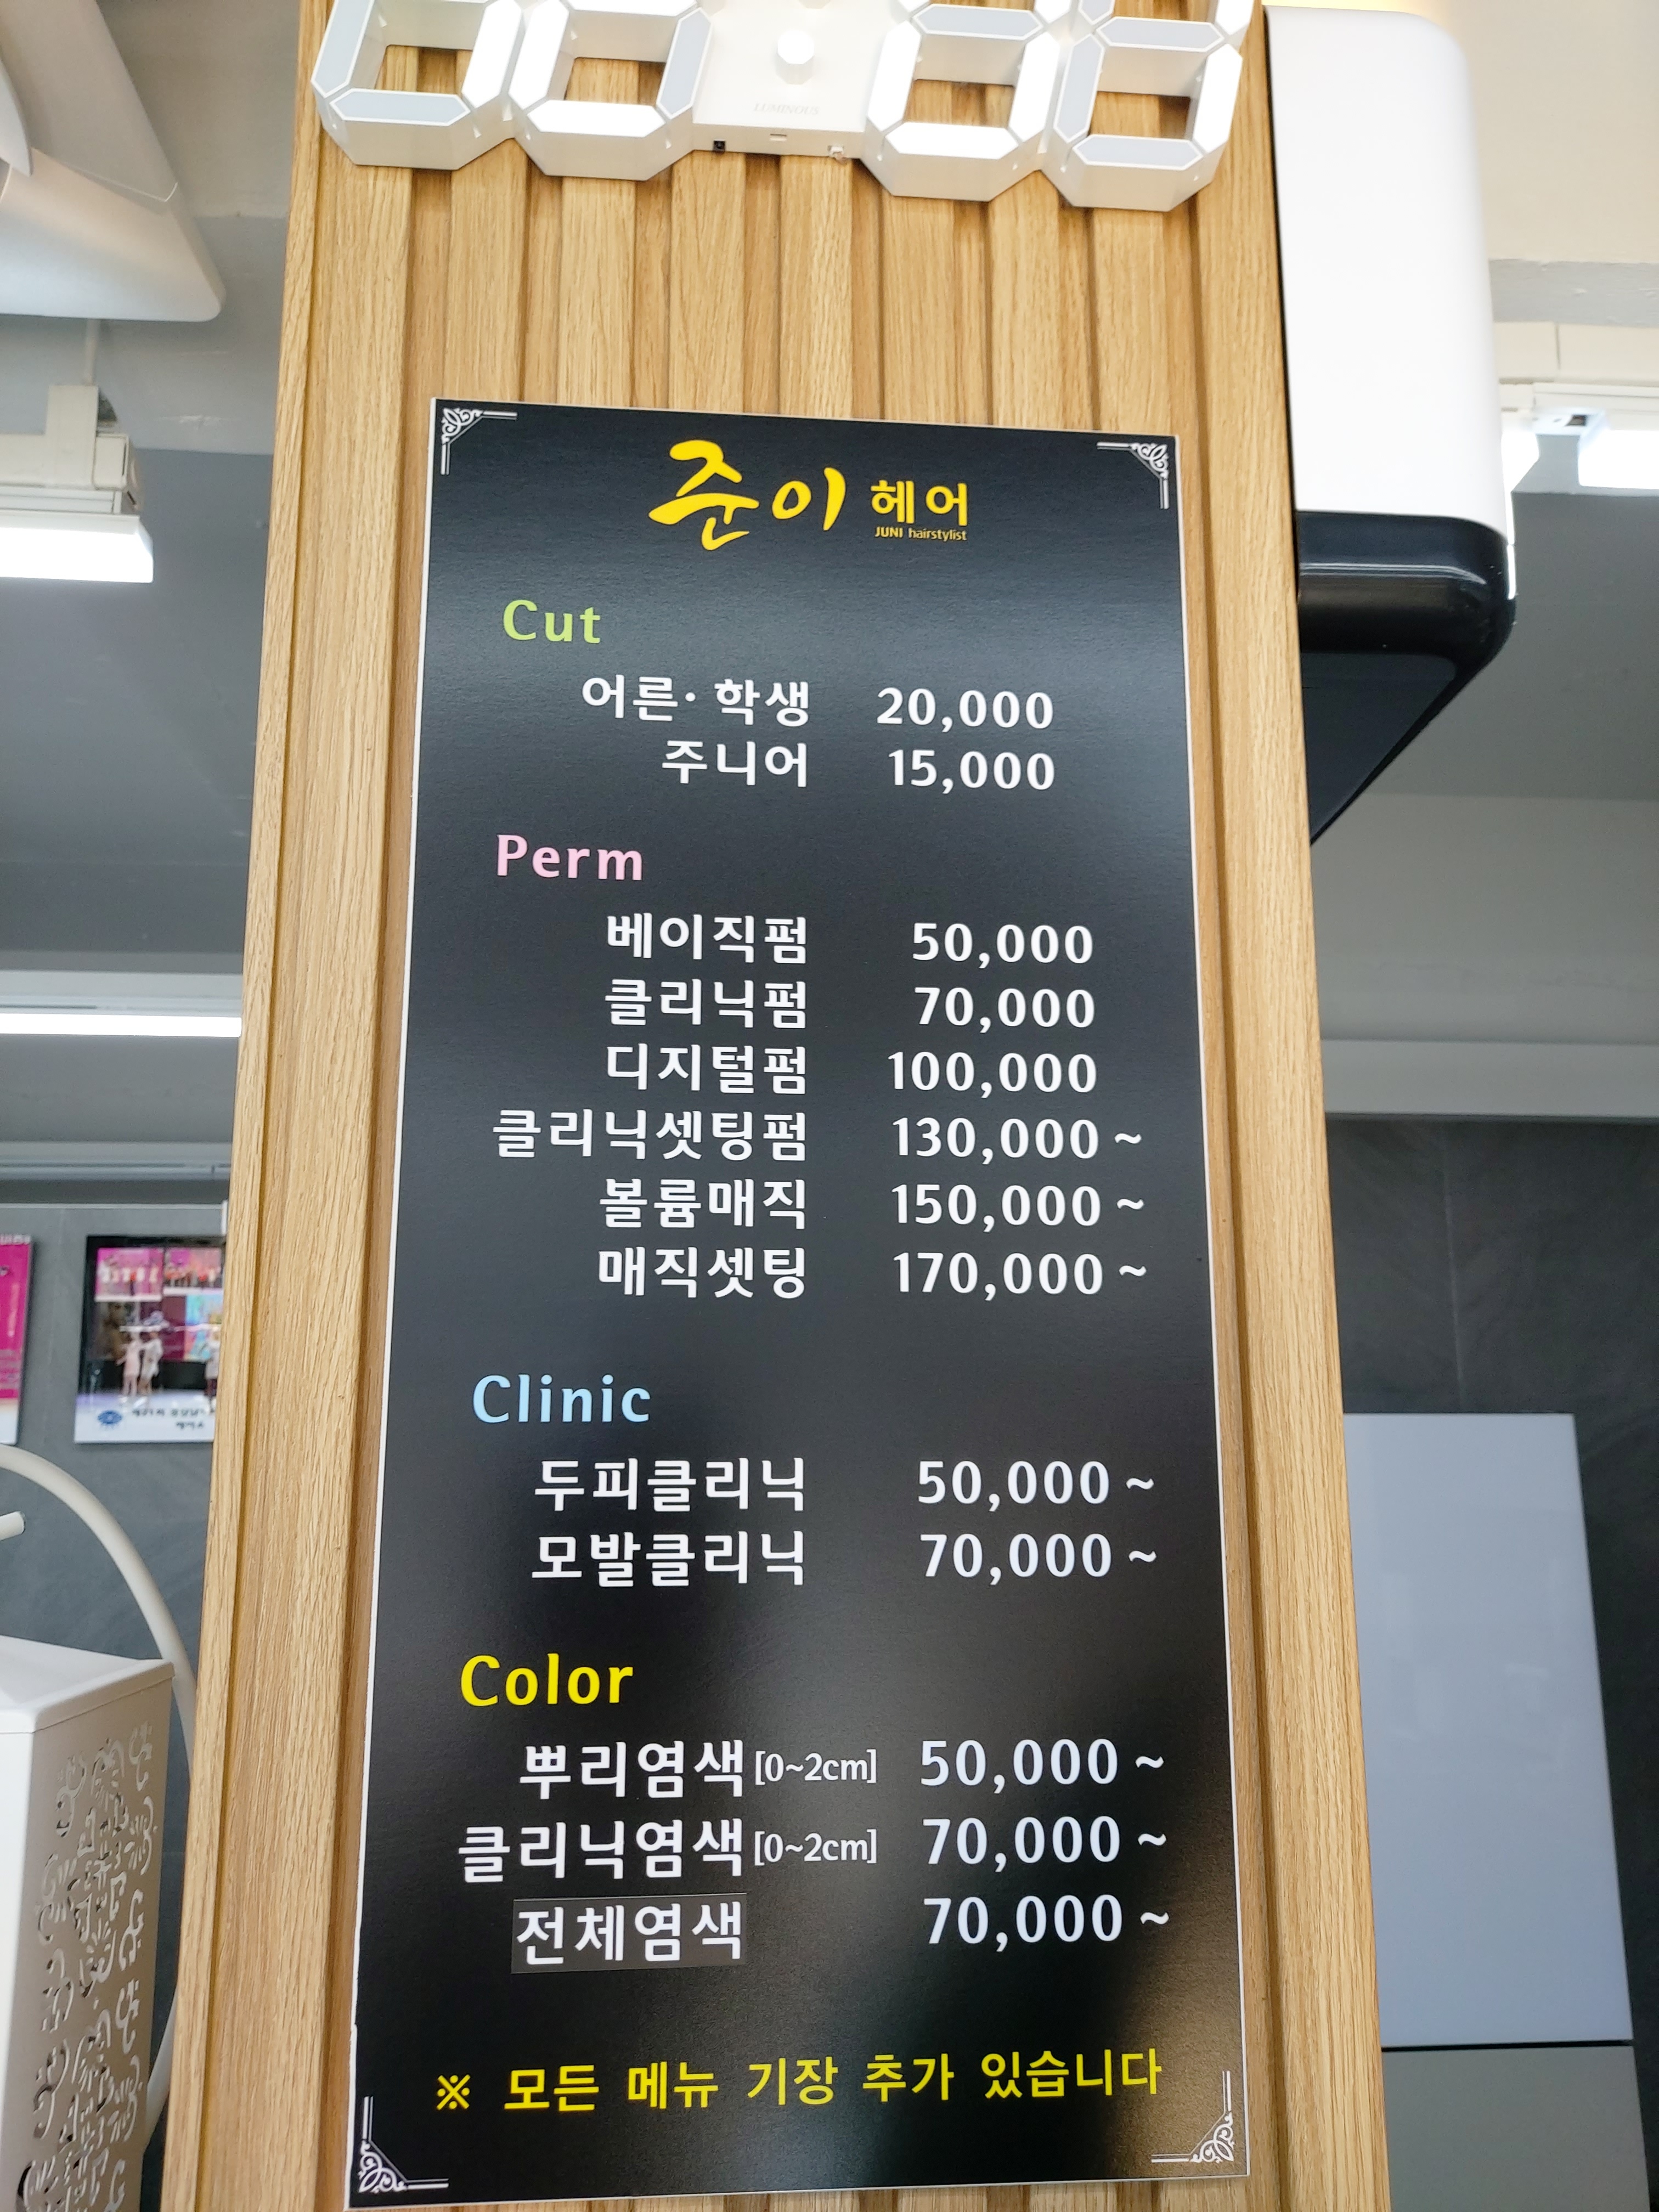 LUMINOUS
준이 헤어
JUNI hairstylist
Cut
어른· 학생 20,000
주니어 15,000
Perm
베이직펌 50,000
클리닉펌 70,000
디지털펌 100,000
클리닉셋팅펌 130,000 ~
볼륨매직 150,000 ~
매직셋팅 170,000 ~
Clinic
두피클리닉 50,000 ~
모발클리닉 70,000 ~
Color
뿌리염색[0~2cm] 50,000 ~
클리닉염색[0~2cm] 70,000 ~
전체염색 70,000 ~
※ 모든 메뉴 기장 추가 있습니다